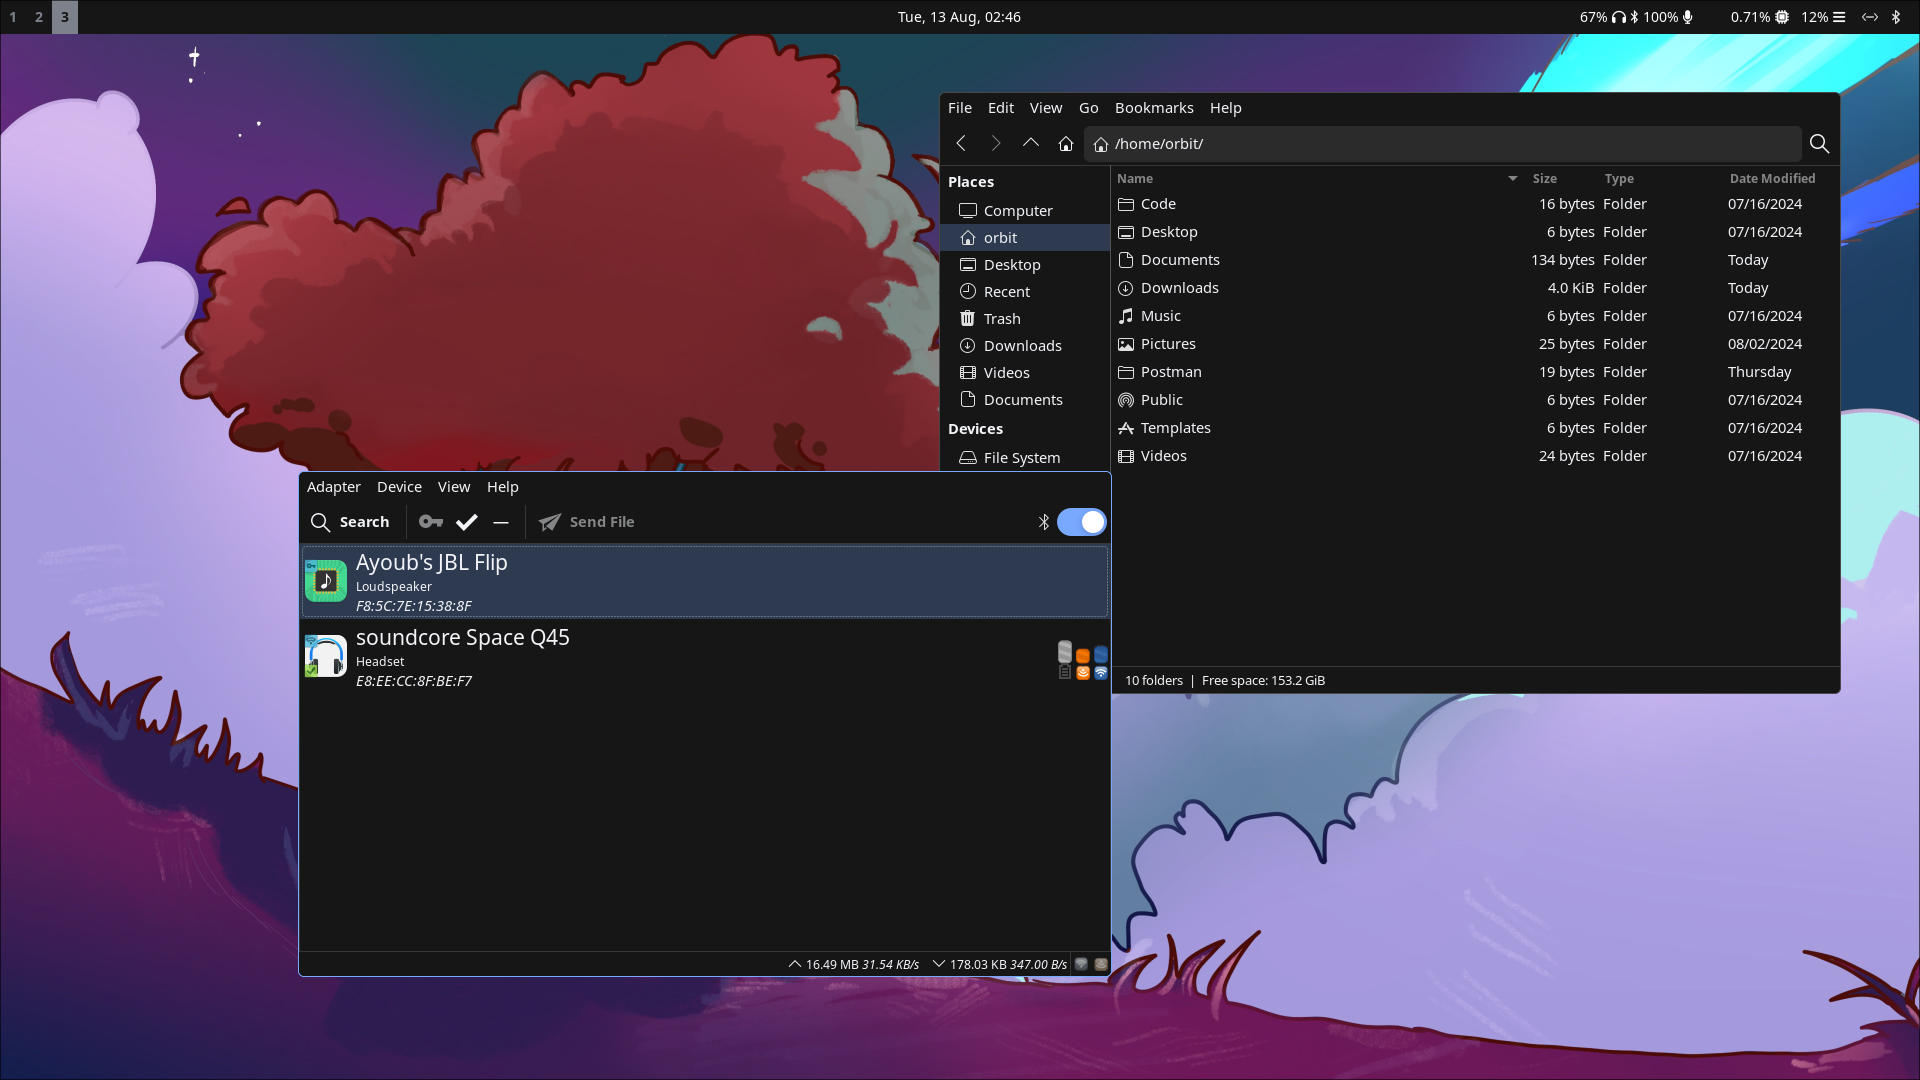 1 2 3 Tue, 13 Aug, 02:46 67% 100% 0.71% 12%
File Edit View Go Bookmarks Help
/home/orbit/
Places
Computer
orbit
Desktop
Recent
Trash
Downloads
Videos
Documents
Devices
File System
Name Size Type Date Modified
Code 16 bytes Folder 07/16/2024
Desktop 6 bytes Folder 07/16/2024
Documents 134 bytes Folder Today
Downloads 4.0 KiB Folder Today
Music 6 bytes Folder 07/16/2024
Pictures 25 bytes Folder 08/02/2024
Postman 19 bytes Folder Thursday
Public 6 bytes Folder 07/16/2024
Templates 6 bytes Folder 07/16/2024
Videos 24 bytes Folder 07/16/2024
10 folders | Free space: 153.2 GiB
Adapter Device View Help
Search Send File
Ayoub's JBL Flip
Loudspeaker
F8:5C:7E:15:38:8F
soundcore Space Q45
Headset
E8:EE:CC:8F:BE:F7
16.49 MB 31.54 KB/s 178.03 KB 347.00 B/s